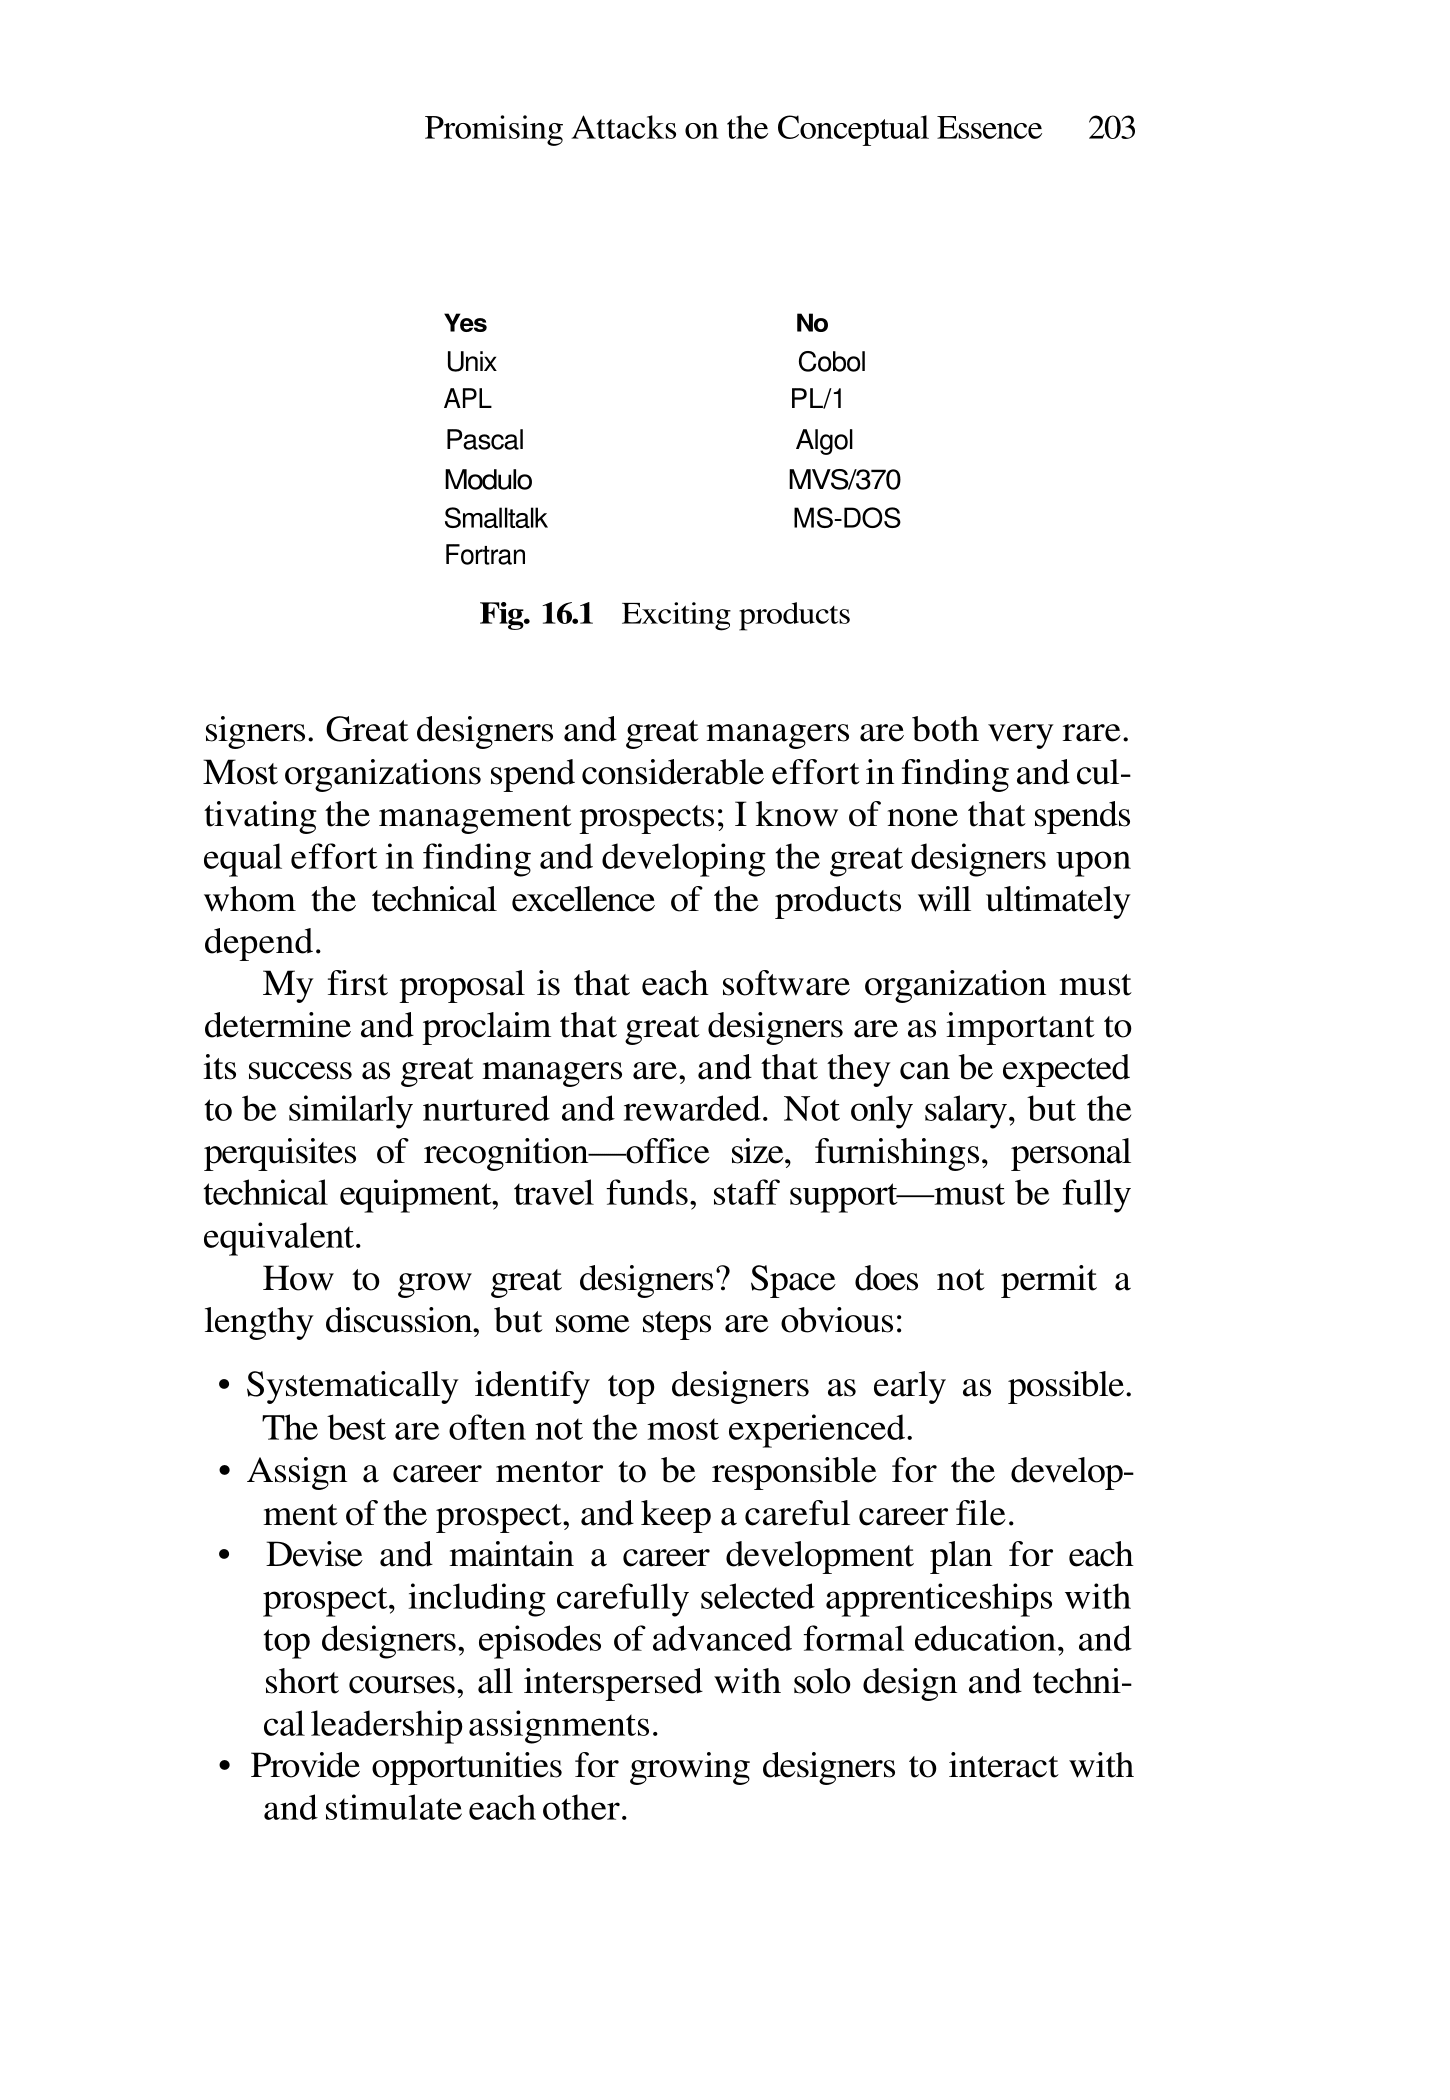 Promising Attacks on the Conceptual Essence 203
Yes No
Unix Cobol
APL PL/1
Pascal Algol
Modulo MVS/370
Smalltalk MS-DOS
Fortran
Fig. 16.1 Exciting products
signers. Great designers and great managers are both very rare.
Most organizations spend considerable effort in finding and cul-
tivating the management prospects; I know of none that spends
equal effort in finding and developing the great designers upon
whom the technical excellence of the products will ultimately
depend.
My first proposal is that each software organization must
determine and proclaim that great designers are as important to
its success as great managers are, and that they can be expected
to be similarly nurtured and rewarded. Not only salary, but the
perquisites of recognition—office size, furnishings, personal
technical equipment, travel funds, staff support—must be fully
equivalent.
How to grow great designers? Space does not permit a
lengthy discussion, but some steps are obvious:
• Systematically identify top designers as early as possible.
The best are often not the most experienced.
• Assign a career mentor to be responsible for the develop-
ment of the prospect, and keep a careful career file.
• Devise and maintain a career development plan for each
prospect, including carefully selected apprenticeships with
top designers, episodes of advanced formal education, and
short courses, all interspersed with solo design and techni-
cal leadership assignments.
• Provide opportunities for growing designers to interact with
and stimulate each other.